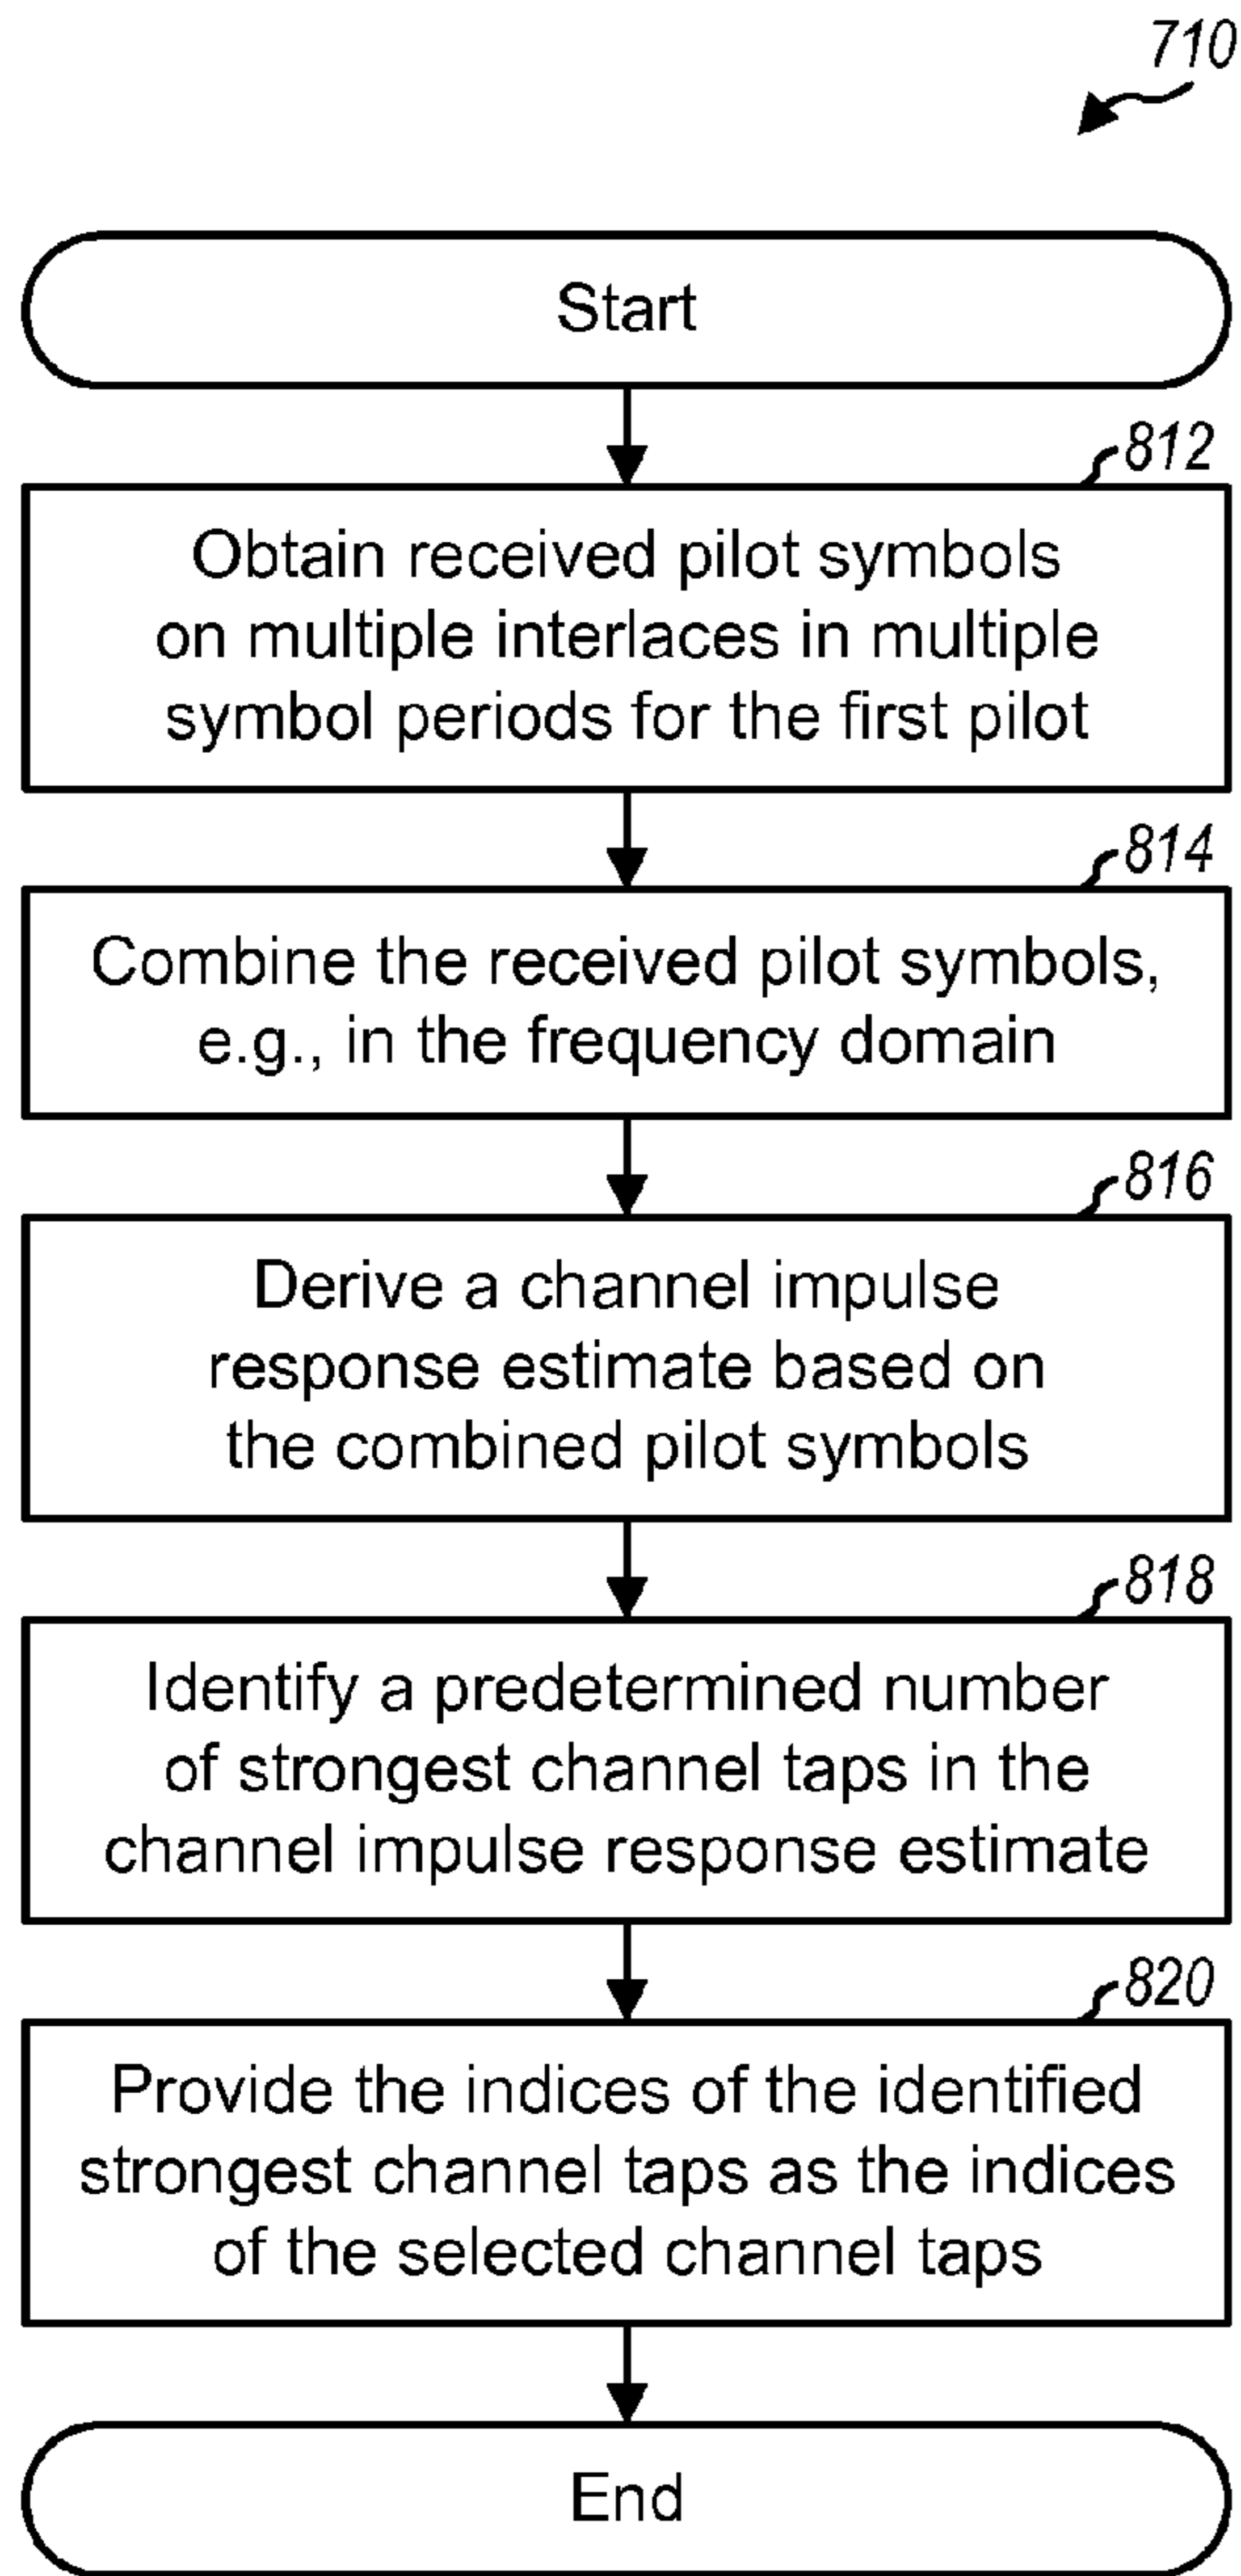 710
Start
812
Obtain received pilot symbols
on multiple interlaces in multiple
symbol periods for the first pilot
814
Combine the received pilot symbols,
e.g., in the frequency domain
816
Derive a channel impulse
response estimate based on
the combined pilot symbols
818
Identify a predetermined number
of strongest channel taps in the
channel impulse response estimate
820
Provide the indices of the identified
strongest channel taps as the indices
of the selected channel taps
End